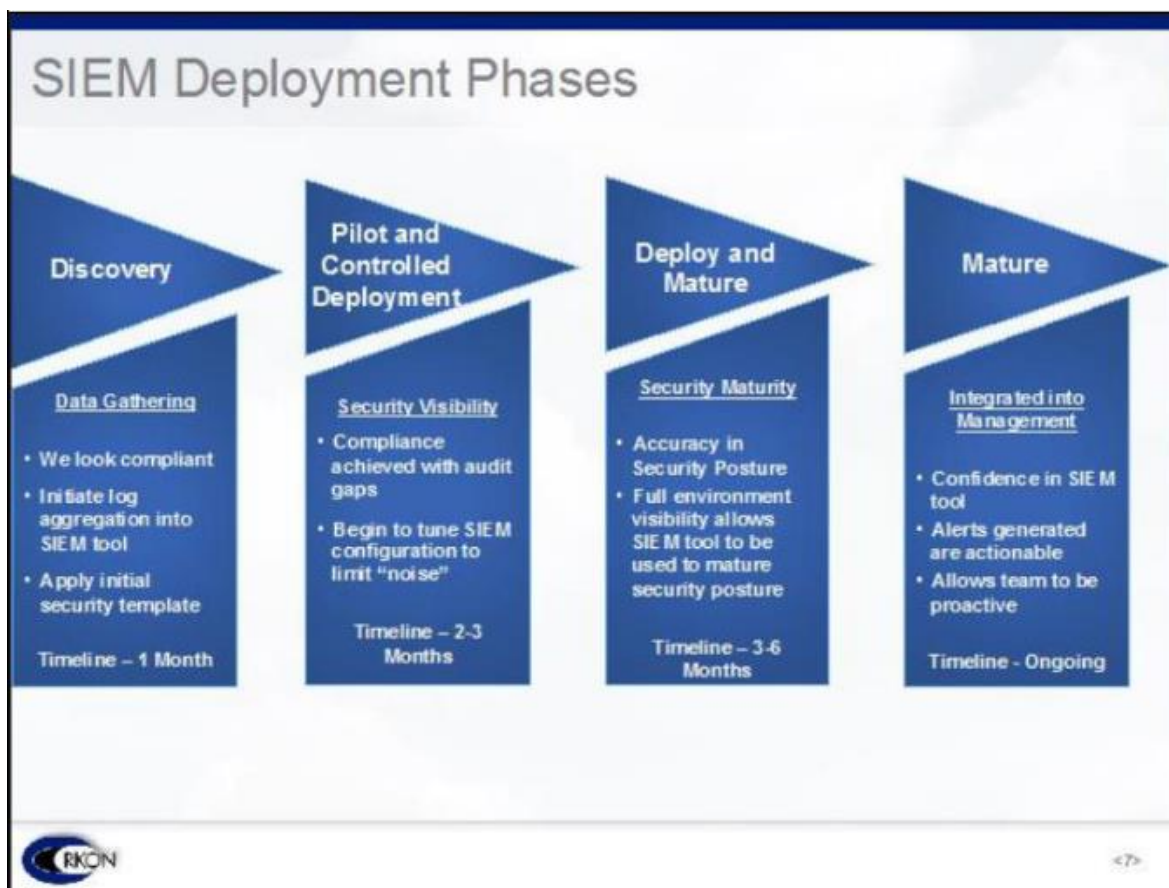 SIEM Deployment Phases
Discovery
Data Gathering
• We look compliant
• Initiate log
aggregation into
SIEM tool
• Apply initial
security template
Timeline – 1 Month
Pilot and
Controlled
Deployment
Security Visibility
• Compliance
achieved with audit
gaps
• Begin to tune SIEM
configuration to
limit “noise”
Timeline – 2-3
Months
Deploy and
Mature
Security Maturity
• Accuracy in
Security Posture
• Full environment
visibility allows
SIEM tool to be
used to mature
security posture
Timeline – 3-6
Months
Mature
Integrated into
Management
• Confidence in SIEM
tool
• Alerts generated
are actionable
• Allows team to be
proactive
Timeline - Ongoing
RKON
<7>